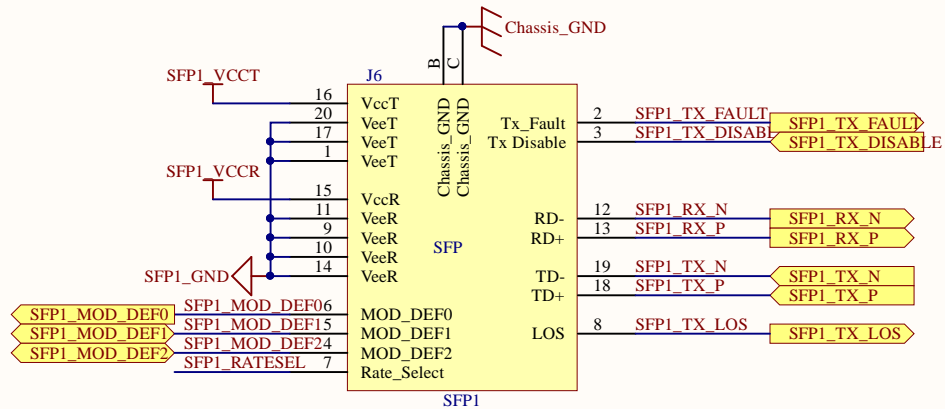 Chassis_GND
B
C
J6
SFP1_VCCT
16
VccT
20
VeeT
17
VeeT
1
VeeT
SFP1_VCCR
15
VccR
11
VeeR
9
VeeR
10
VeeR
14
VeeR
SFP1_GND
Chassis_GND
Chassis_GND
SFP
SFP1_MOD_DEF0
SFP1_MOD_DEF0
6
MOD_DEF0
SFP1_MOD_DEF1
SFP1_MOD_DEF1
5
MOD_DEF1
SFP1_MOD_DEF2
SFP1_MOD_DEF2
4
MOD_DEF2
SFP1_RATESEL
7
Rate_Select
Tx_Fault
2
SFP1_TX_FAULT
SFP1_TX_FAULT
Tx Disable
3
SFP1_TX_DISABLE
SFP1_TX_DISABLE
RD-
12
SFP1_RX_N
SFP1_RX_N
RD+
13
SFP1_RX_P
SFP1_RX_P
TD-
19
SFP1_TX_N
SFP1_TX_N
TD+
18
SFP1_TX_P
SFP1_TX_P
LOS
8
SFP1_TX_LOS
SFP1_TX_LOS
SFP1